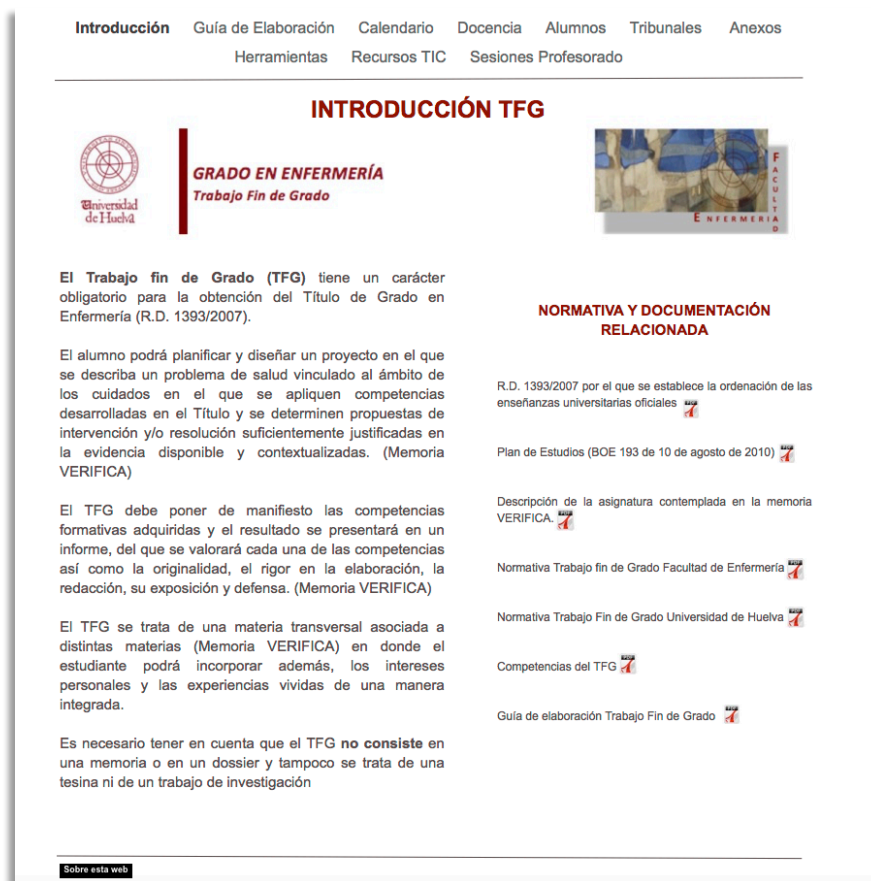 Introducción Guía de Elaboración Calendario Docencia Alumnos Tribunales Anexos
Herramientas Recursos TIC Sesiones Profesorado
INTRODUCCIÓN TFG
Universidad
de Huelva
GRADO EN ENFERMERÍA
Trabajo Fin de Grado
FACULTAD
ENFERMERIA
El Trabajo fin de Grado (TFG) tiene un carácter
obligatorio para la obtención del Título de Grado en
Enfermería (R.D. 1393/2007).
El alumno podrá planificar y diseñar un proyecto en el que
se describa un problema de salud vinculado al ámbito de
los cuidados en el que se apliquen competencias
desarrolladas en el Título y se determinen propuestas de
intervención y/o resolución suficientemente justificadas en
la evidencia disponible y contextualizadas. (Memoria
VERIFICA)
El TFG debe poner de manifiesto las competencias
formativas adquiridas y el resultado se presentará en un
informe, del que se valorará cada una de las competencias
así como la originalidad, el rigor en la elaboración, la
redacción, su exposición y defensa. (Memoria VERIFICA)
El TFG se trata de una materia transversal asociada a
distintas materias (Memoria VERIFICA) en donde el
estudiante podrá incorporar además, los intereses
personales y las experiencias vividas de una manera
integrada.
Es necesario tener en cuenta que el TFG no consiste en
una memoria o en un dossier y tampoco se trata de una
tesina ni de un trabajo de investigación
NORMATIVA Y DOCUMENTACIÓN
RELACIONADA
R.D. 1393/2007 por el que se establece la ordenación de las
enseñanzas universitarias oficiales
Plan de Estudios (BOE 193 de 10 de agosto de 2010)
Descripción de la asignatura contemplada en la memoria
VERIFICA.
Normativa Trabajo fin de Grado Facultad de Enfermería
Normativa Trabajo Fin de Grado Universidad de Huelva
Competencias del TFG
Guía de elaboración Trabajo Fin de Grado
Sobre esta web